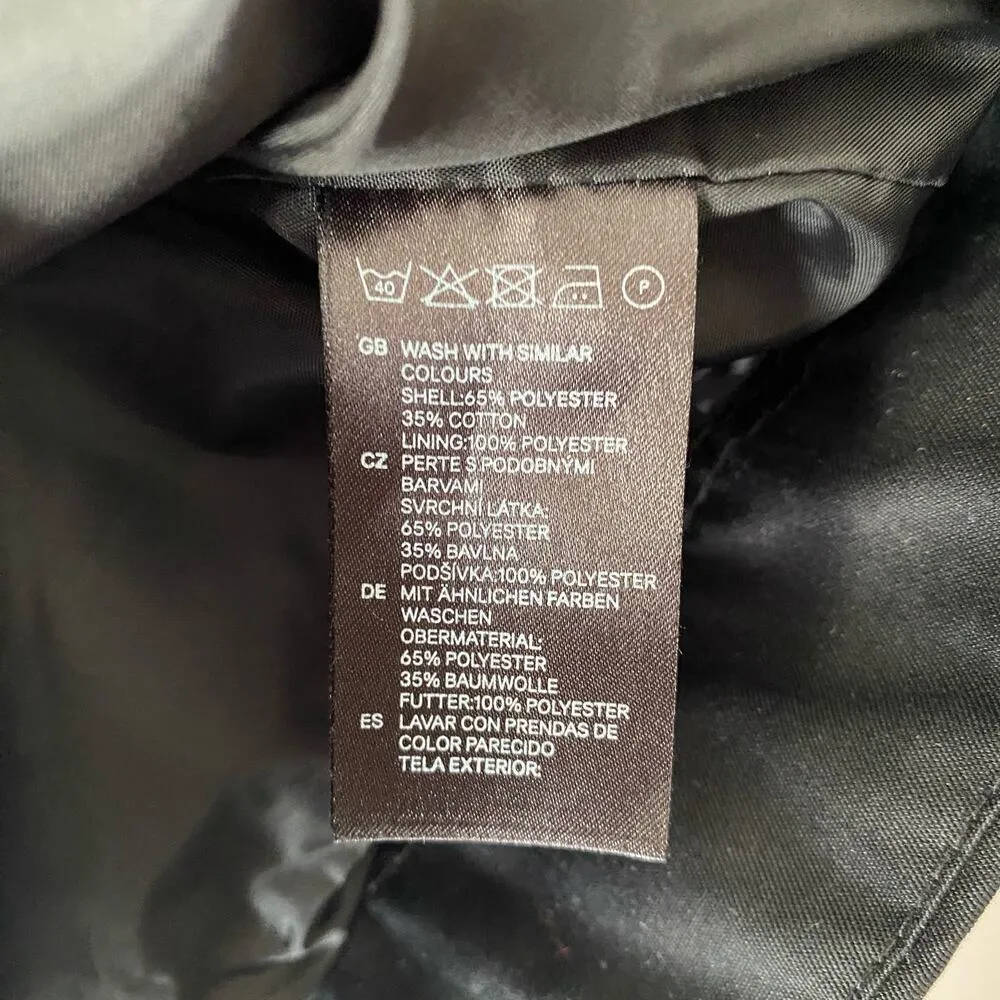 40 P
GB WASH WITH SIMILAR
COLOURS
SHELL:65% POLYESTER
35% COTTON
LINING:100% POLYESTER
CZ PERTE S PODOBNÝMI
BARVAMI
SVRCHNÍ LÁTKA:
65% POLYESTER
35% BAVLNA
PODŠÍVKA:100% POLYESTER
DE MIT ÄHNLICHEN FARBEN
WASCHEN
OBERMATERIAL:
65% POLYESTER
35% BAUMWOLLE
FUTTER:100% POLYESTER
ES LAVAR CON PRENDAS DE
COLOR PARECIDO
TELA EXTERIOR: